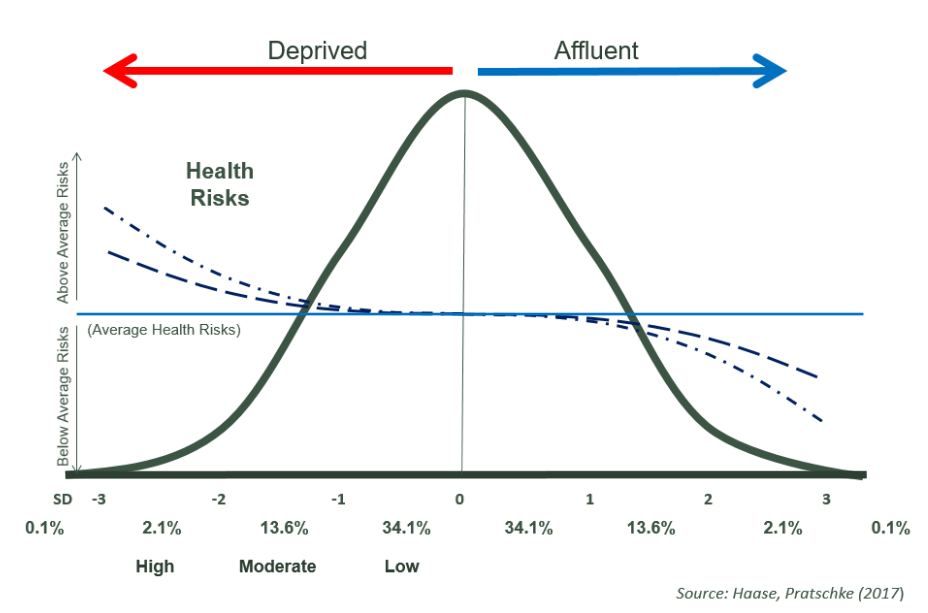 Deprived
Affluent
Health
Risks
Above Average Risks
(Average Health Risks)
Below Average Risks
SD -3 -2 -1 0 1 2 3
0.1% 2.1% 13.6% 34.1% 34.1% 13.6% 2.1% 0.1%
High Moderate Low
Source: Haase, Pratschke (2017)